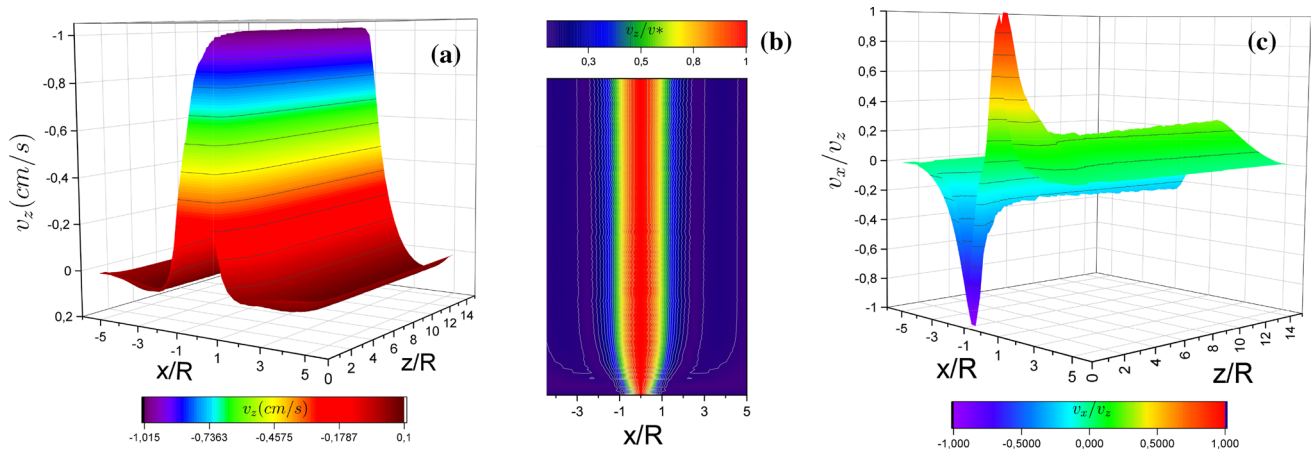 (a)
-1
-0,8
-0,6
-0,4
-0,2
0
0,2
v_z(cm/s)
-5 -3 -1 1 3 5
x/R
0 2 4 6 8 10 12 14
z/R
v_z(cm/s)
-1,015 -0,7363 -0,4575 -0,1787 0,1
v_z/v*
0,3 0,5 0,8 1
(b)
-3 -1 1 3 5
x/R
(c)
1
0,8
0,6
0,4
0,2
0
-0,2
-0,4
-0,6
-0,8
-1
v_x/v_z
-5 -3 -1 1 3 5
x/R
0 2 4 6 8 10 12 14
z/R
v_x/v_z
-1,000 -0,5000 0,000 0,5000 1,000